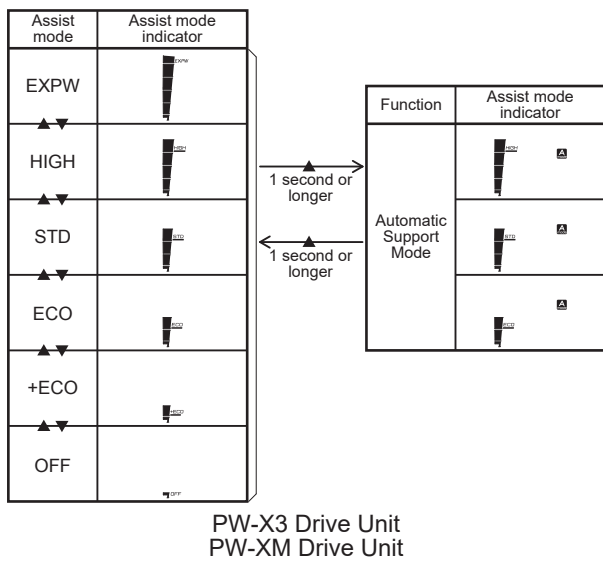 Assist mode
Assist mode indicator
EXPW
EXPW
▲ ▼
HIGH
HIGH
▲ ▼
STD
STD
▲ ▼
ECO
ECO
▲ ▼
+ECO
+ECO
▲ ▼
OFF
OFF
▲
1 second or
longer
▲
1 second or
longer
Function
Assist mode
indicator
Automatic
Support
Mode
HIGH
A
STD
A
ECO
A
PW-X3 Drive Unit
PW-XM Drive Unit